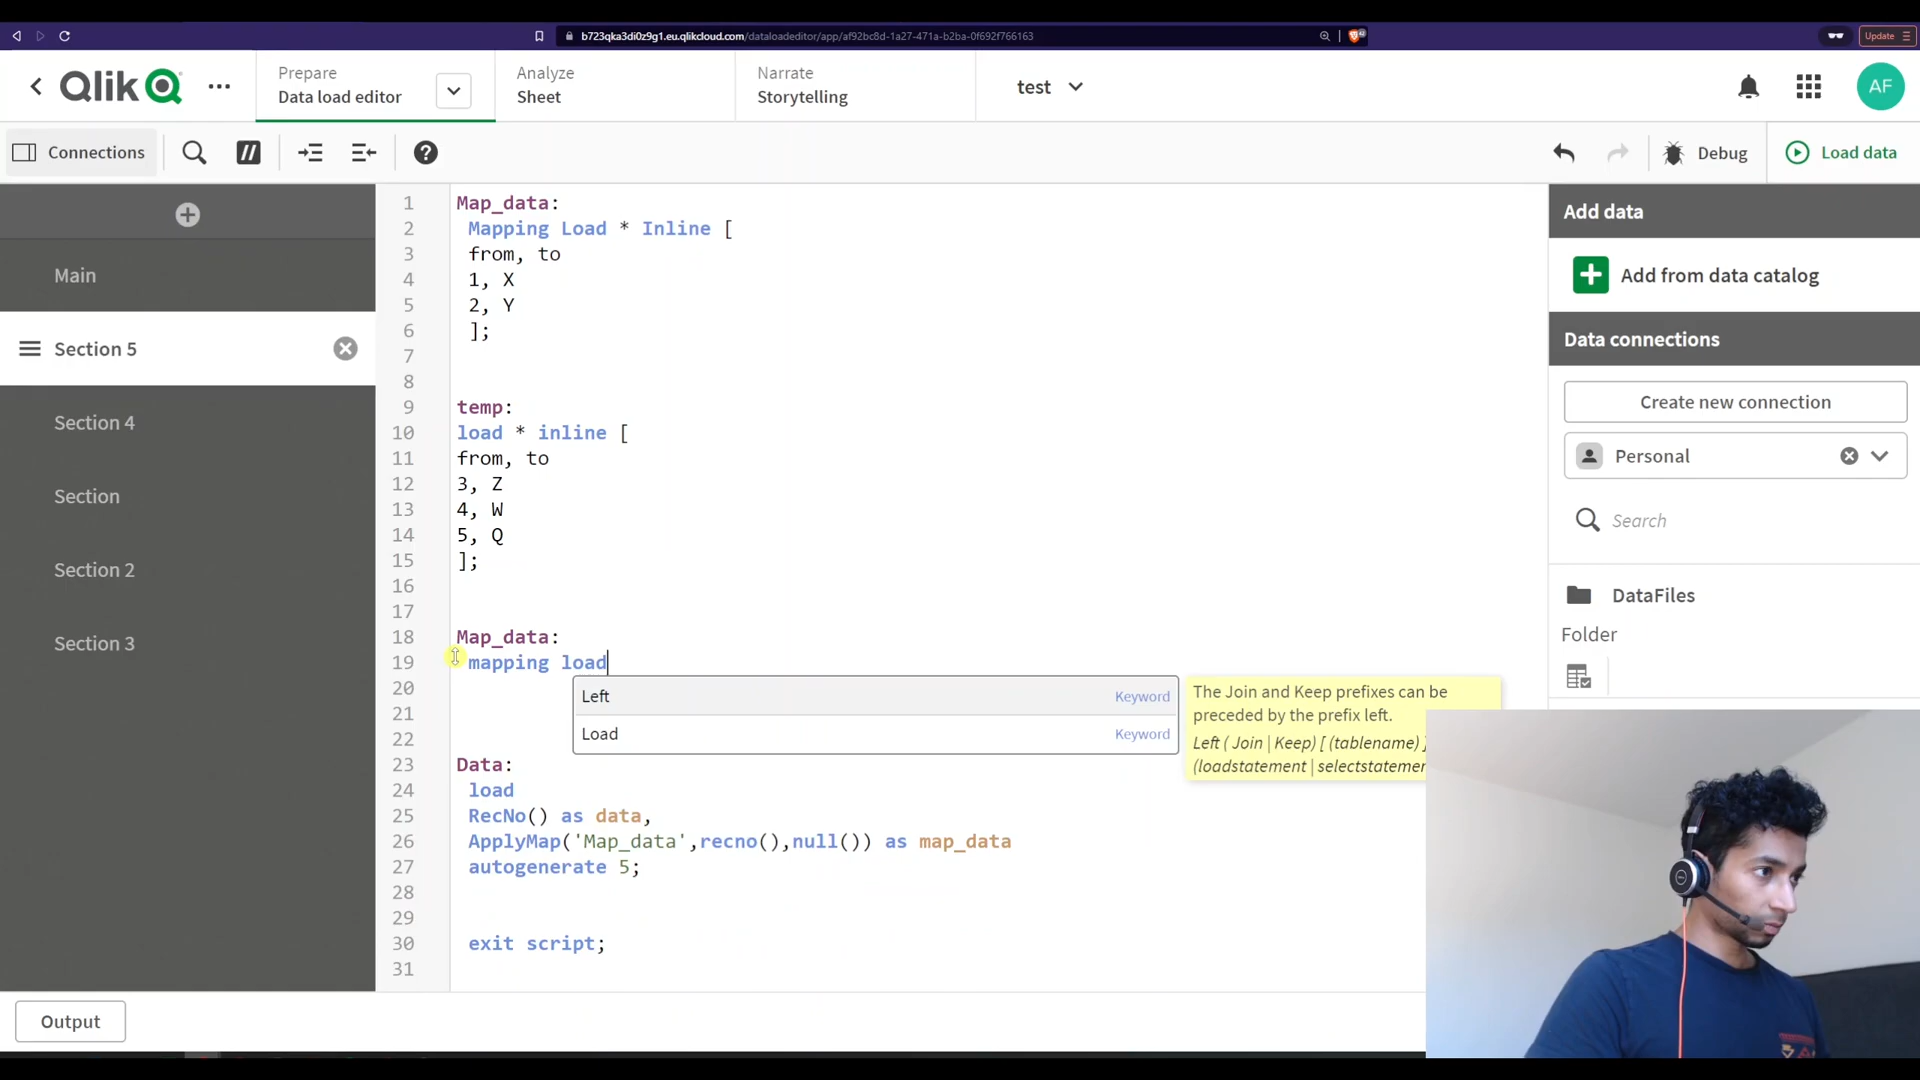 b723qka3di0z9g1.eu.qlikcloud.com/dataloadeditor/app/af92bc8d-1a27-471a-b2ba-0f692f766163
Update
Qlik
Prepare
Data load editor
Analyze
Sheet
Narrate
Storytelling
test
AF
Connections
Debug
Load data
Main
Section 5
Section 4
Section
Section 2
Section 3
1 Map_data:
2 Mapping Load * Inline [
3 from, to
4 1, X
5 2, Y
6 ];
7
8
9 temp:
10 load * inline [
11 from, to
12 3, Z
13 4, W
14 5, Q
15 ];
16
17
18 Map_data:
19 mapping load
20
21
22
23 Data:
24 load
25 RecNo() as data,
26 ApplyMap('Map_data',recno(),null()) as map_data
27 autogenerate 5;
28
29
30 exit script;
31
Left Keyword
Load Keyword
The Join and Keep prefixes can be
preceded by the prefix left.
Left ( Join | Keep) [ (tablename) ]
(loadstatement | selectstatemen
Add data
Add from data catalog
Data connections
Create new connection
Personal
Search
DataFiles
Folder
Output